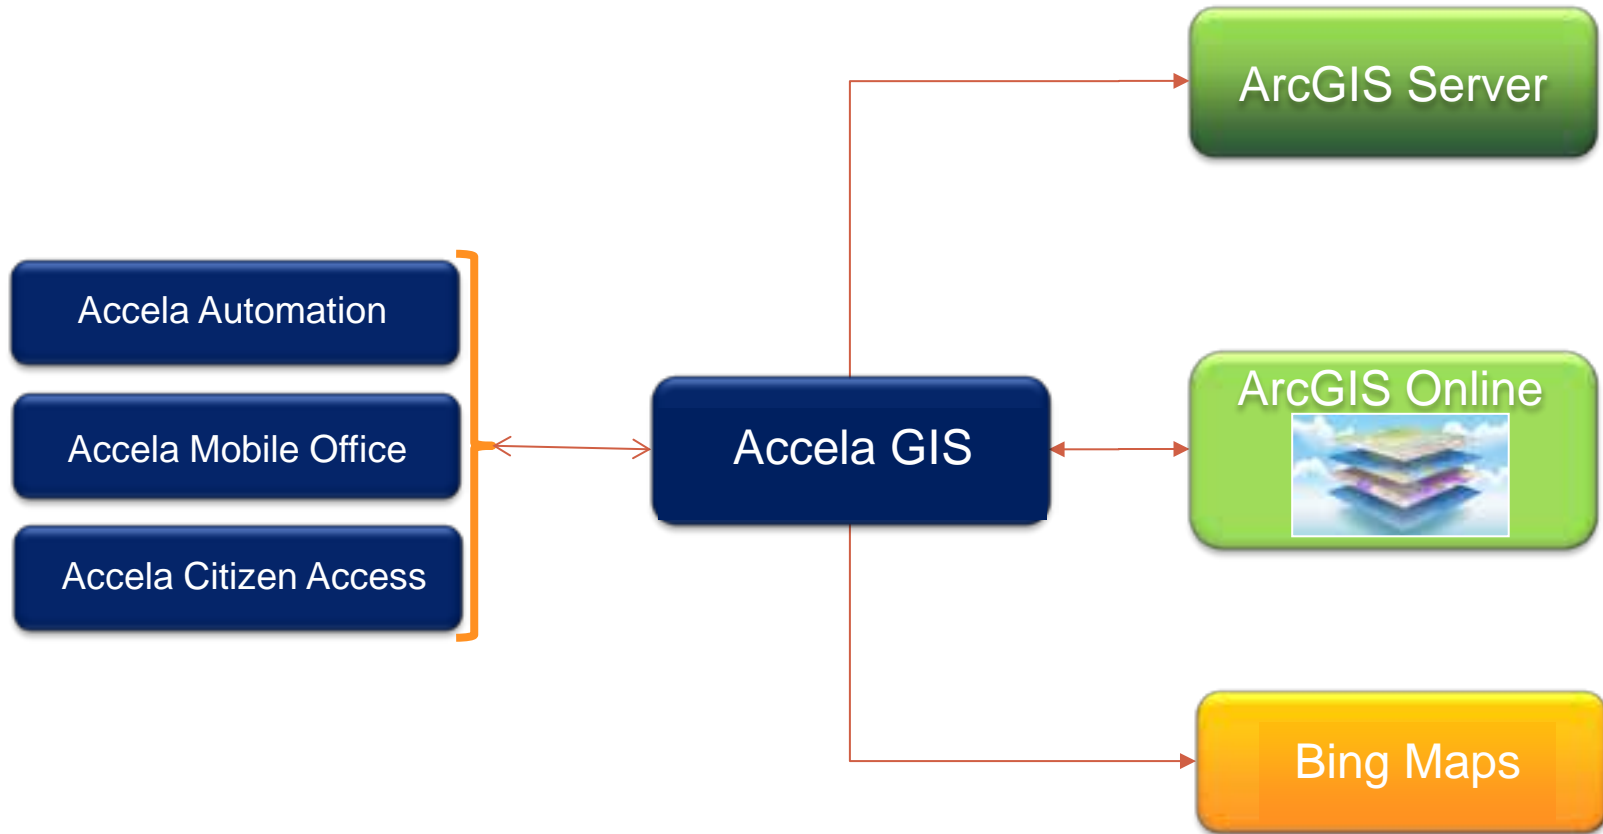 ArcGIS Server
Accela Automation
Accela Mobile Office
Accela Citizen Access
Accela GIS
ArcGIS Online
Bing Maps